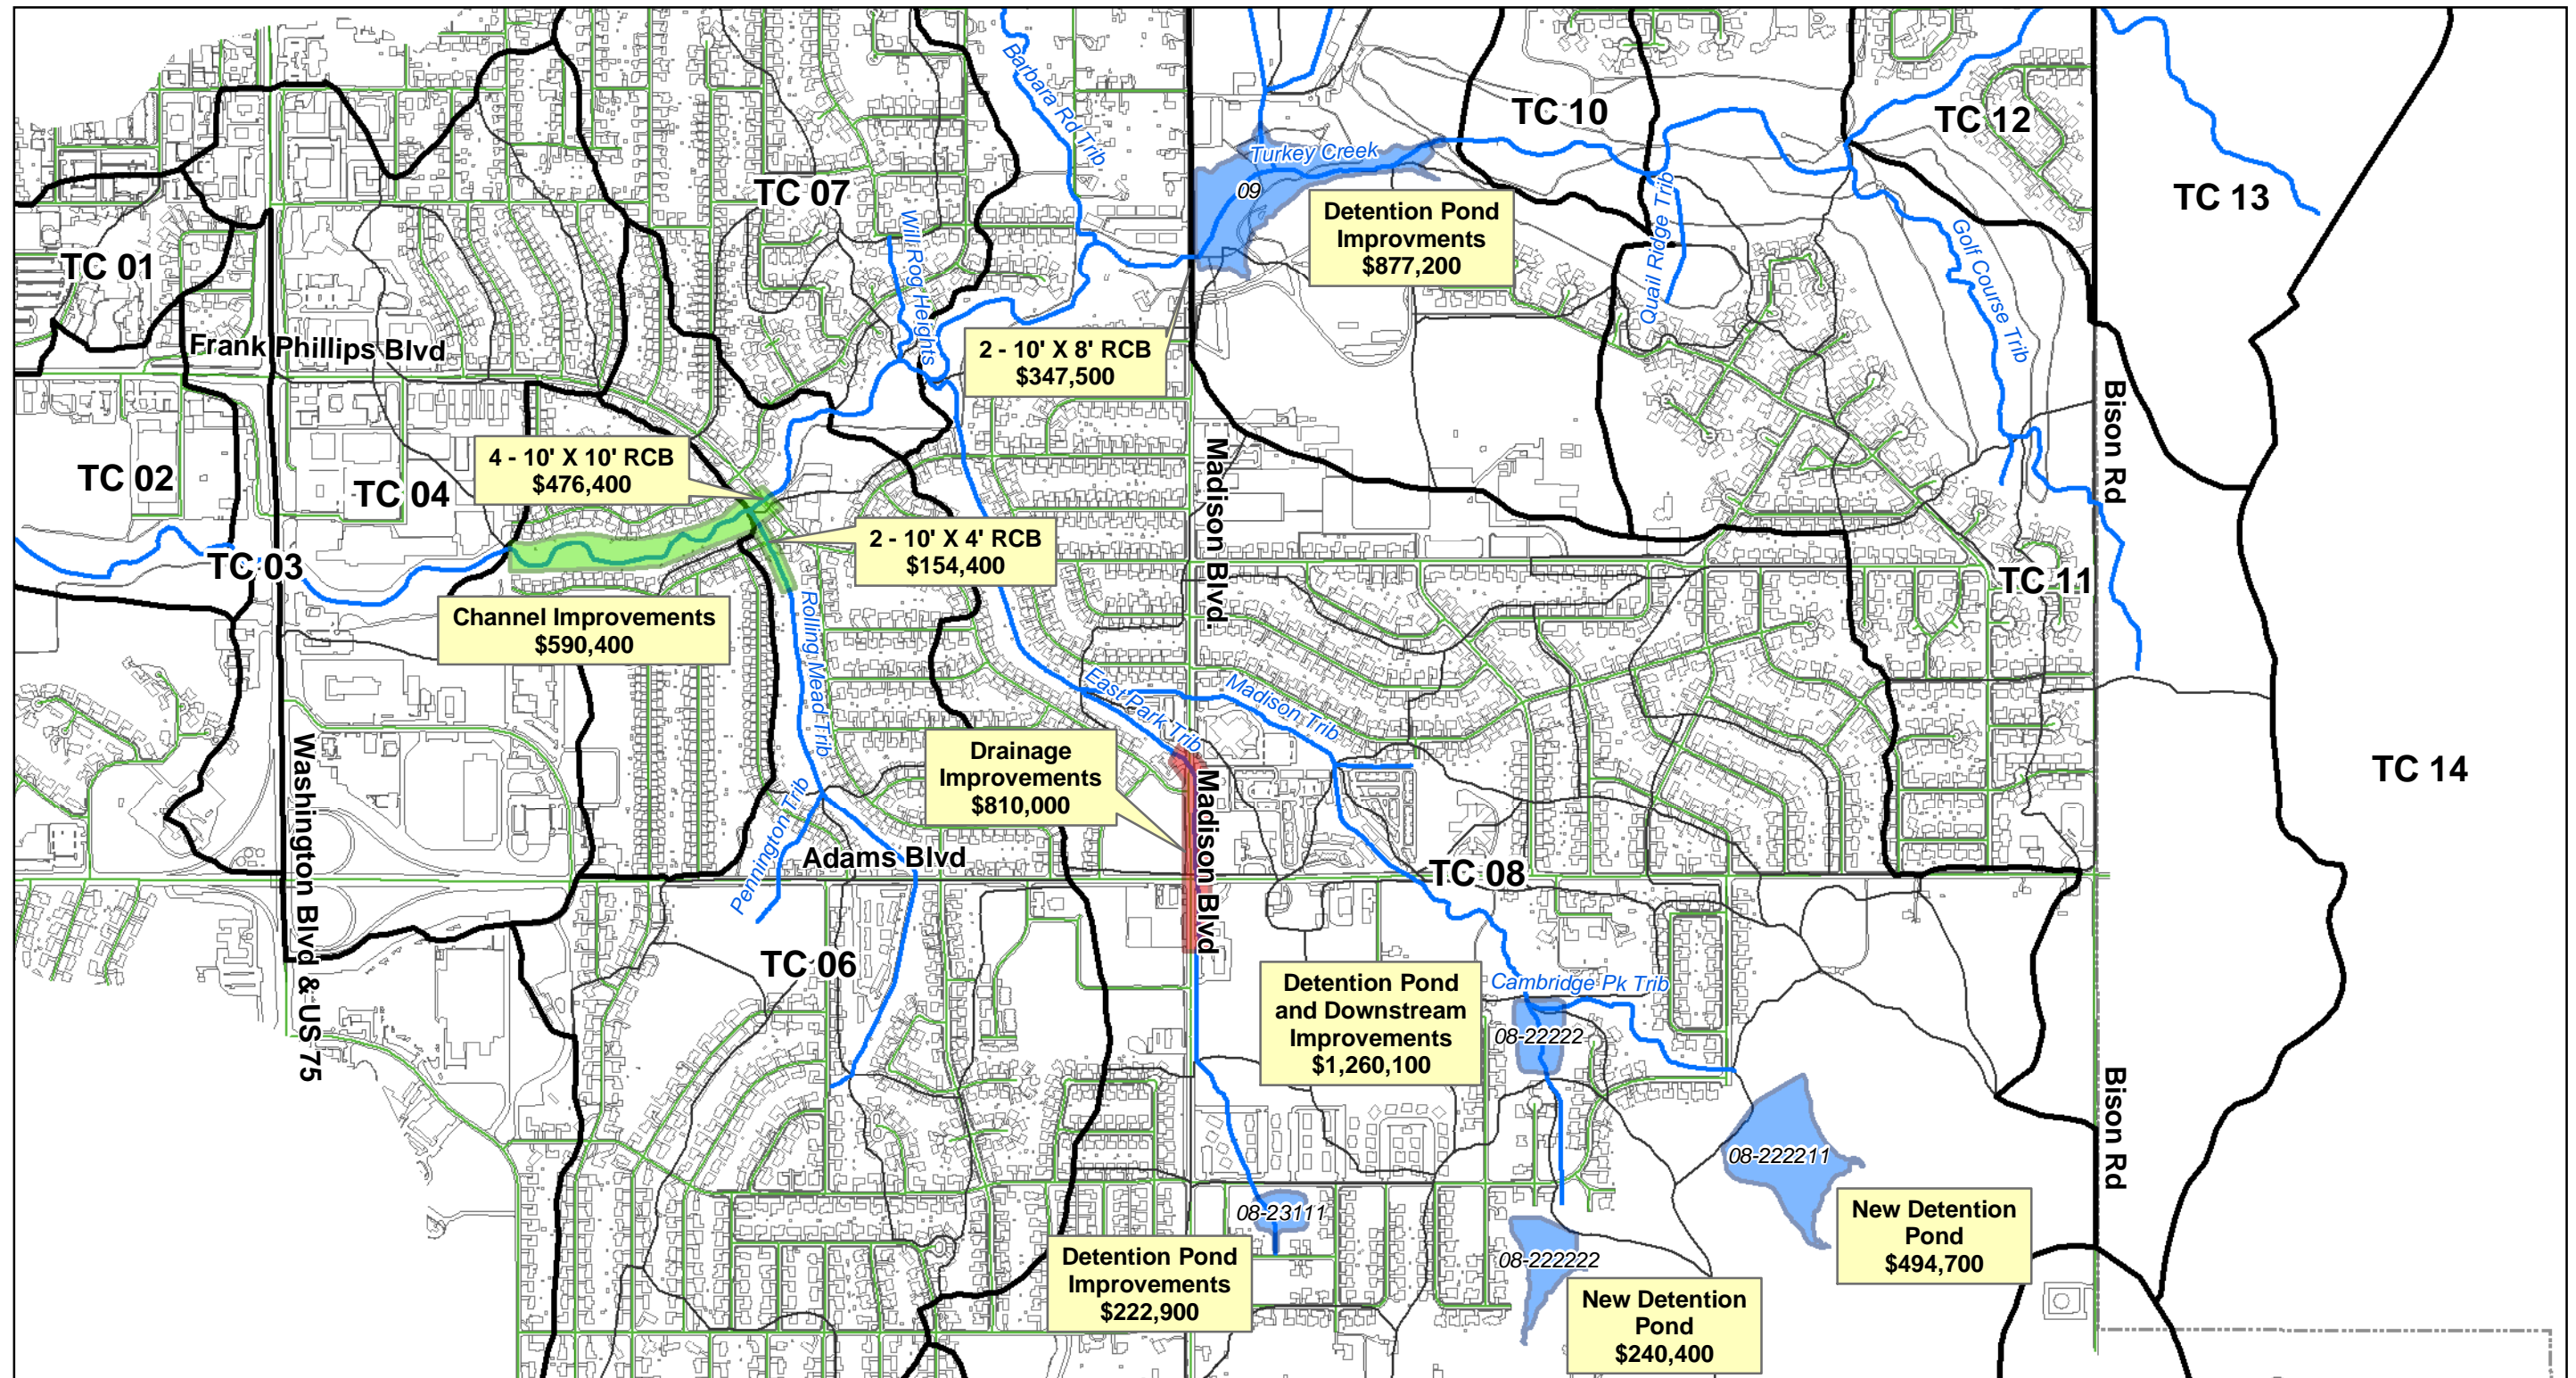 Barbara Rd Trib
TC 10
TC 12
Turkey Creek
09
TC 07
TC 13
Detention Pond
Improvments
$877,200
Quail Ridge Trib
Golf Course Trib
Will Rog Heights
TC 01
Frank Phillips Blvd
2 - 10' X 8' RCB
$347,500
Bison Rd
Madison Blvd
4 - 10' X 10' RCB
$476,400
TC 02
TC 04
2 - 10' X 4' RCB
$154,400
TC 03
TC 11
Channel Improvements
$590,400
Rolling Mead Trib
East Park Trib
Madison Trib
Drainage
Improvements
$810,000
TC 14
Washington Blvd & US 75
Madison Blvd
Pennington Trib
Adams Blvd
TC 08
TC 06
Detention Pond
and Downstream
Improvements
$1,260,100
Cambridge Pk Trib
08-22222
Bison Rd
08-222211
New Detention
Pond
$494,700
08-23111
Detention Pond
Improvements
$222,900
08-222222
New Detention
Pond
$240,400